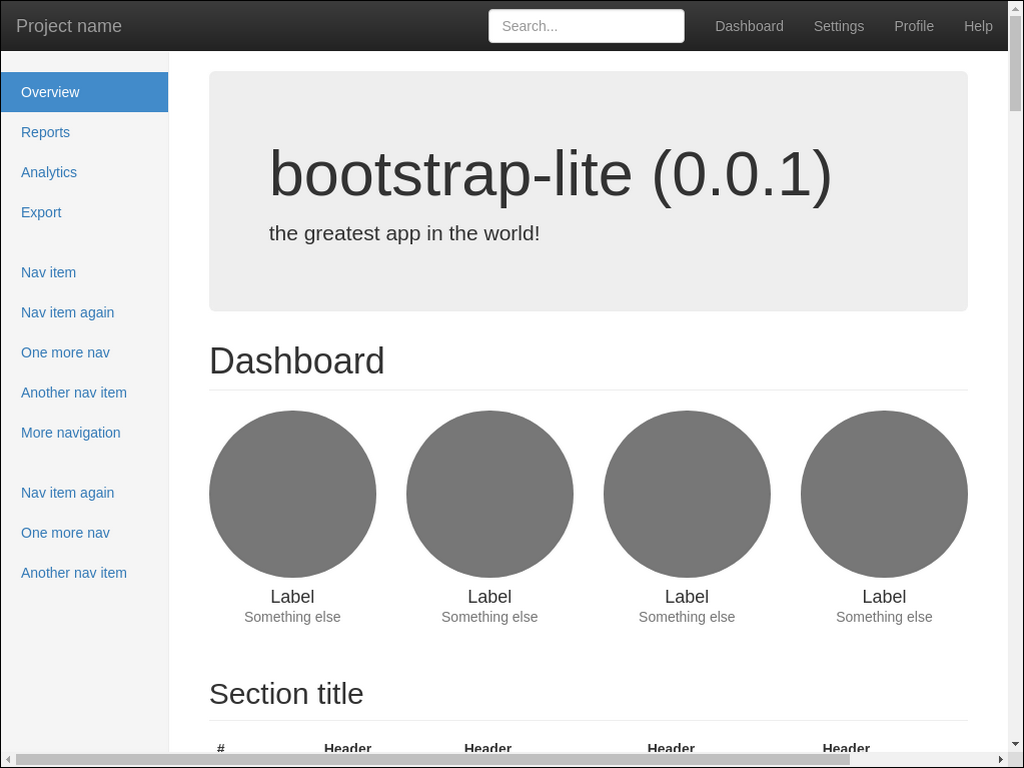 Project name
Search...
Dashboard
Settings
Profile
Help
Overview
Reports
Analytics
Export
Nav item
Nav item again
One more nav
Another nav item
More navigation
Nav item again
One more nav
Another nav item
bootstrap-lite (0.0.1)
the greatest app in the world!
Dashboard
Label Label Label Label
Something else Something else Something else Something else
Section title
# Header Header Header Header